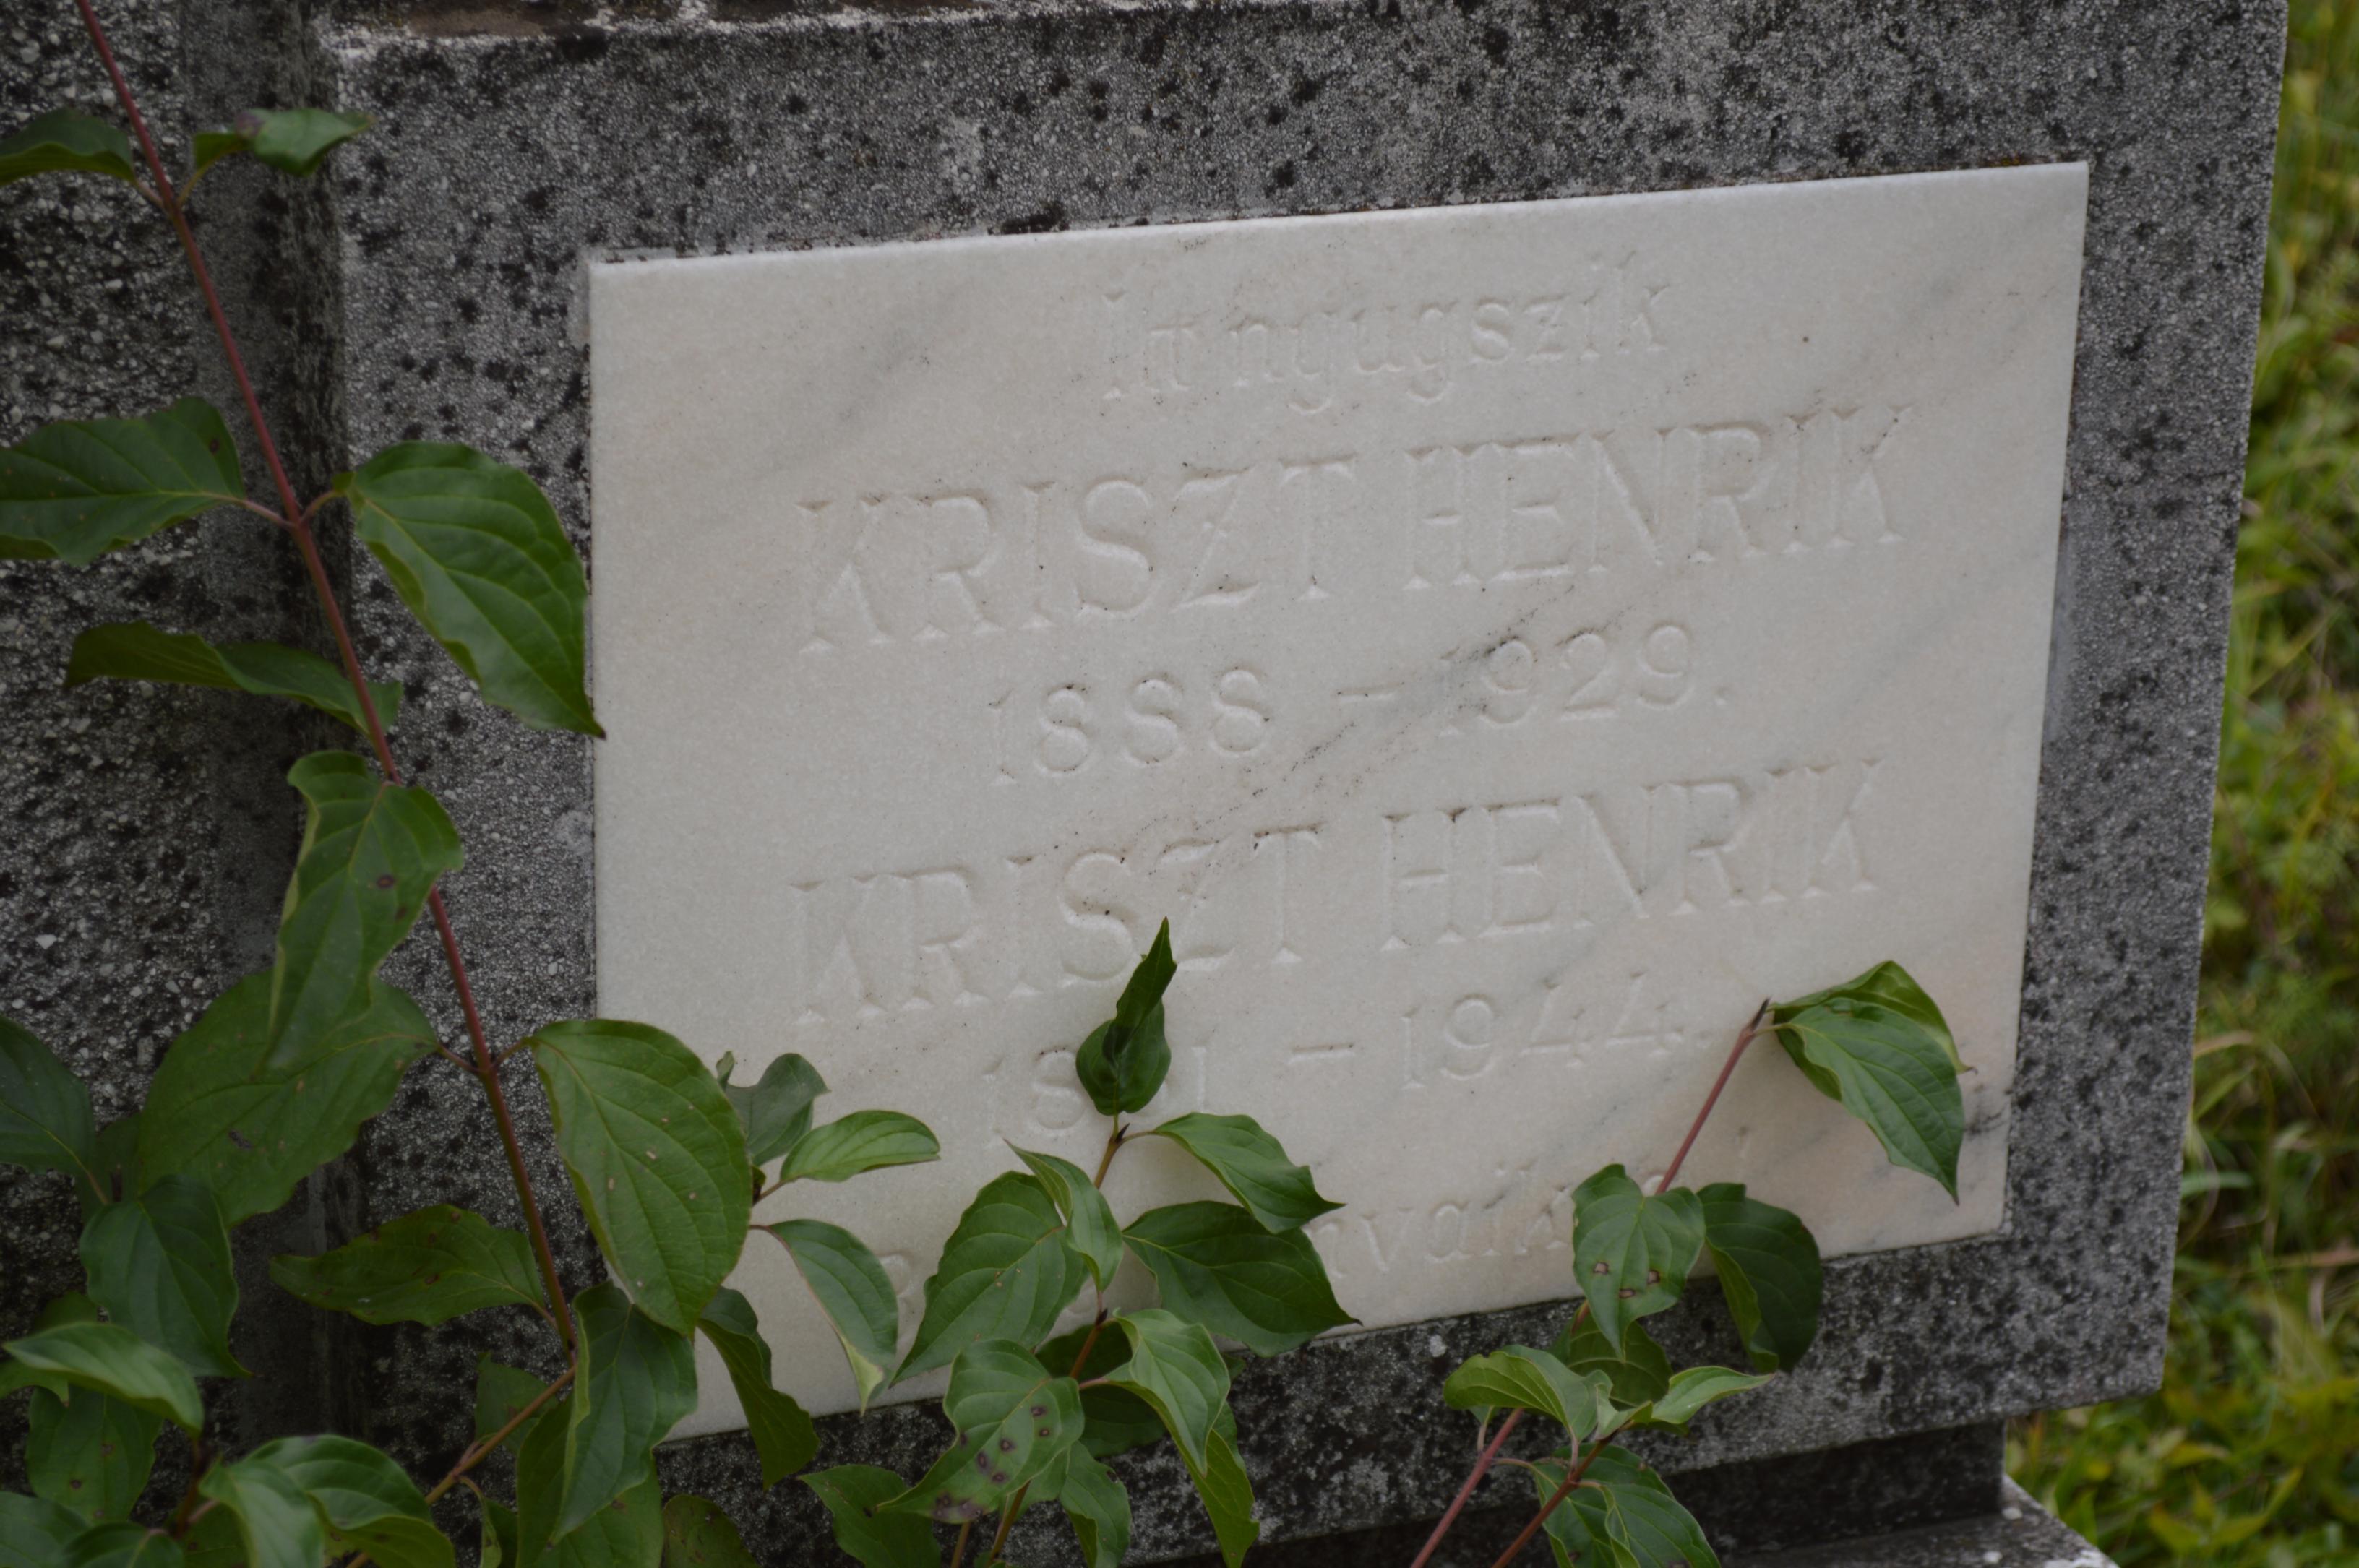 Itt nyugszik
KRISZT HENRIK
1888 - 1929.
KRISZT HENRIK
- 1944.